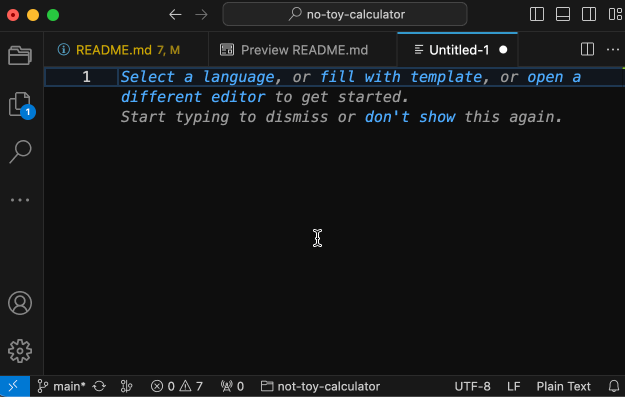 no-toy-calculator
README.md 7, M
Preview README.md
Untitled-1
1
1 Select a language, or fill with template, or open a
different editor to get started.
Start typing to dismiss or don't show this again.
main*
0 7
0
not-toy-calculator
UTF-8
LF
Plain Text